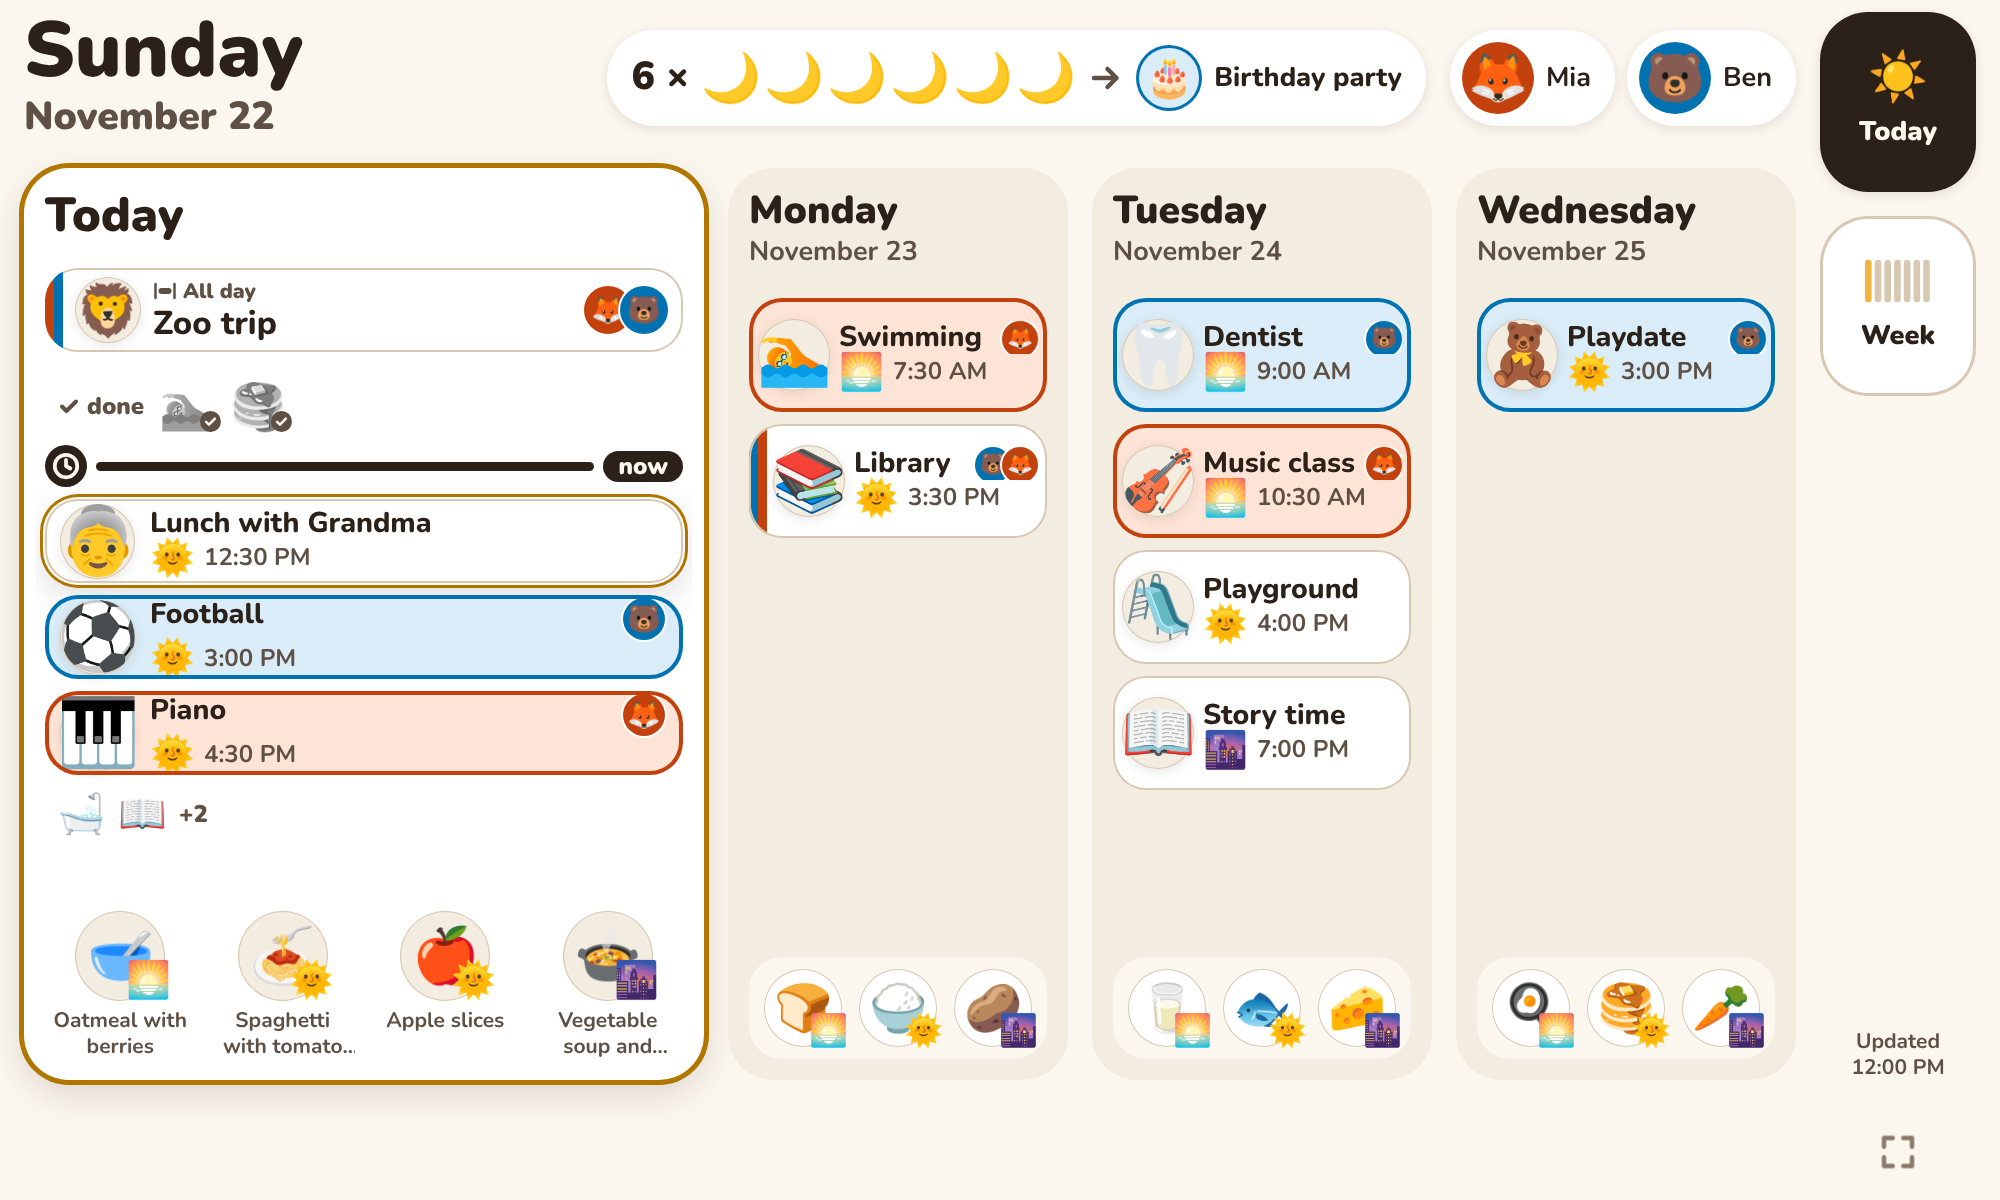 Sunday
November 22
6 ×
→ Birthday party
Mia
Ben
Today
Week
Today
All day
Zoo trip
done
now
Lunch with Grandma
12:30 PM
Football
3:00 PM
Piano
4:30 PM
+2
Oatmeal with
berries
Spaghetti
with tomato...
Apple slices
Vegetable
soup and...
Monday
November 23
Swimming
7:30 AM
Library
3:30 PM
Tuesday
November 24
Dentist
9:00 AM
Music class
10:30 AM
Playground
4:00 PM
Story time
7:00 PM
Wednesday
November 25
Playdate
3:00 PM
Updated
12:00 PM